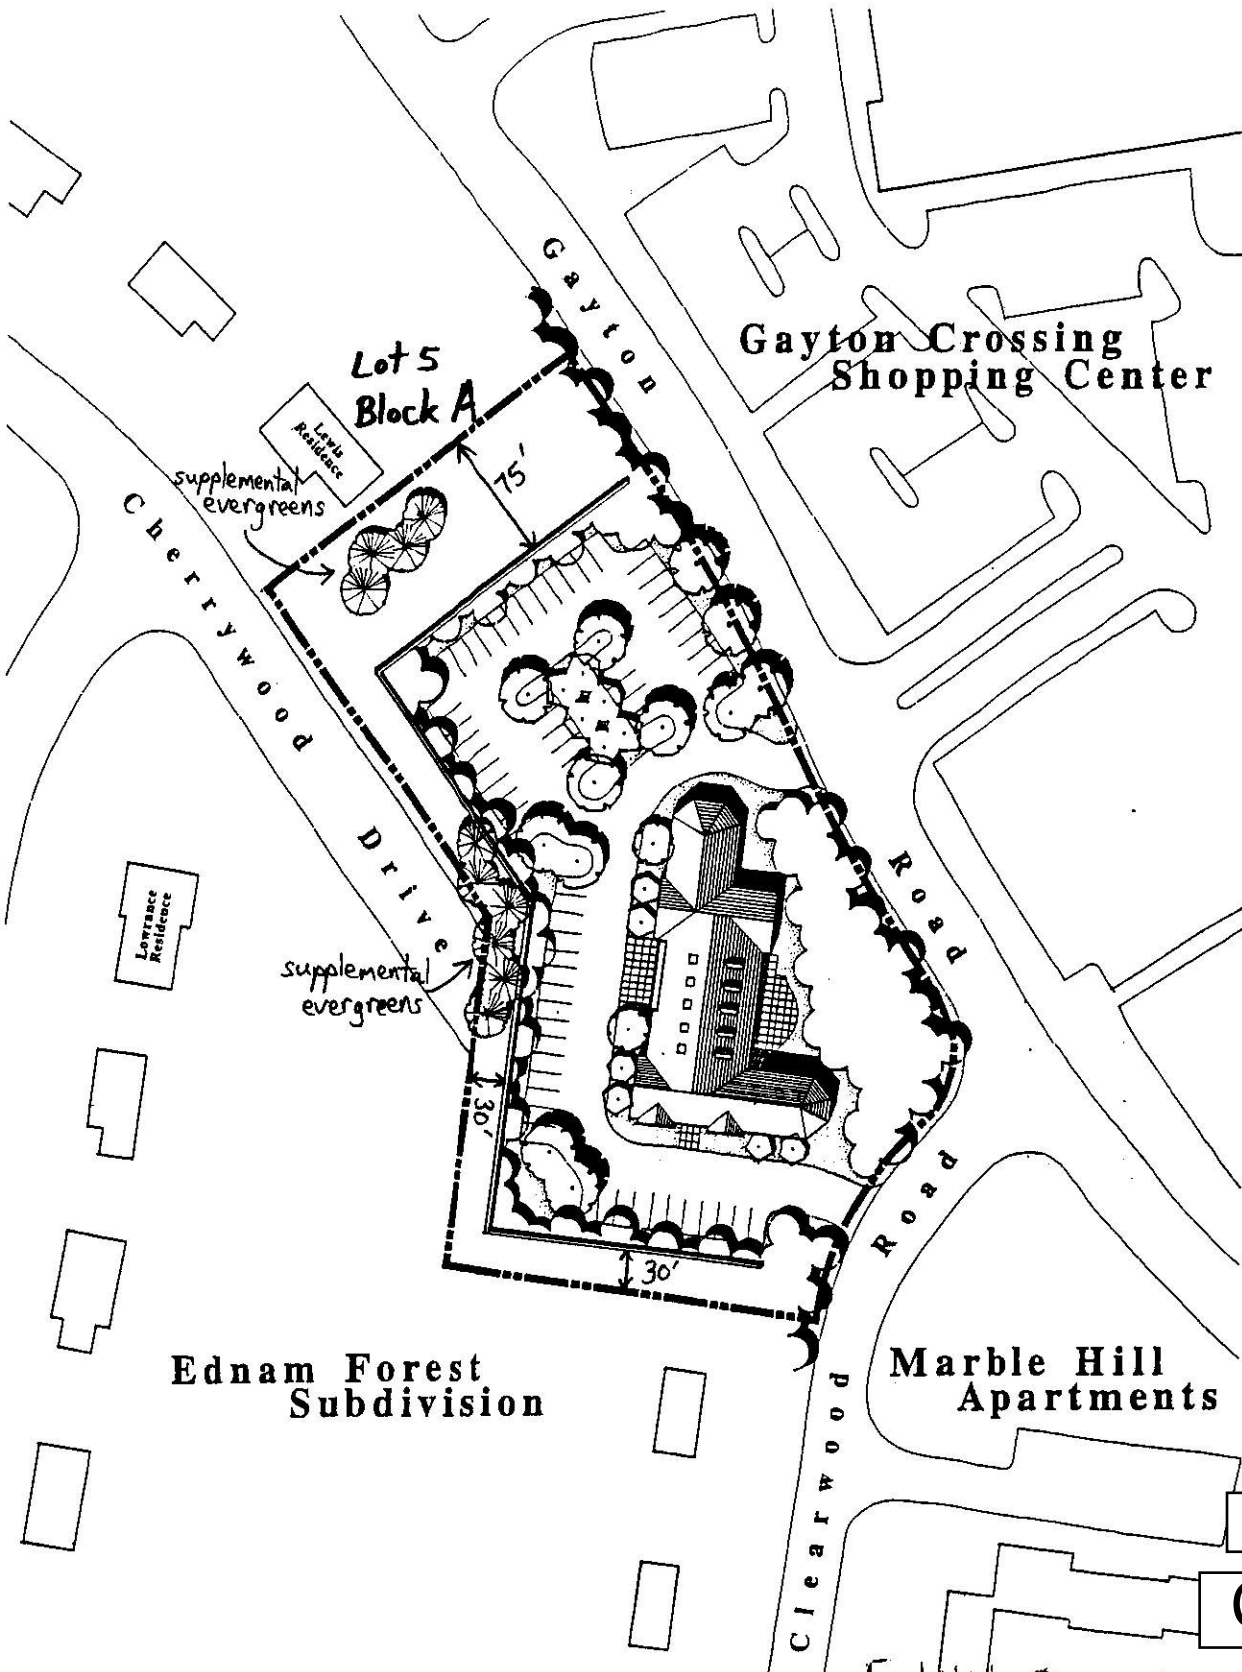 Gayton
Gayton Crossing
Shopping Center
Lot 5
Block A
Lewis
Residence
75'
supplemental
evergreens
Cherrywood
Drive
Road
Lowrance
Residence
supplemental
evergreens
30'
Road
30'
Ednam Forest
Subdivision
Marble Hill
Apartments
Clearwood